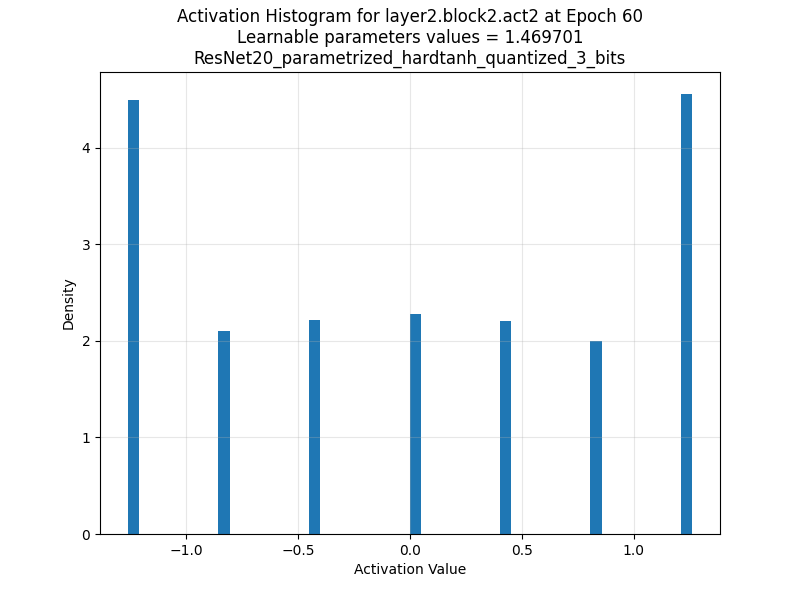 Activation Histogram for layer2.block2.act2 at Epoch 60
Learnable parameters values = 1.469701
ResNet20_parametrized_hardtanh_quantized_3_bits
Density
4
3
2
1
0
−1.0 −0.5 0.0 0.5 1.0
Activation Value